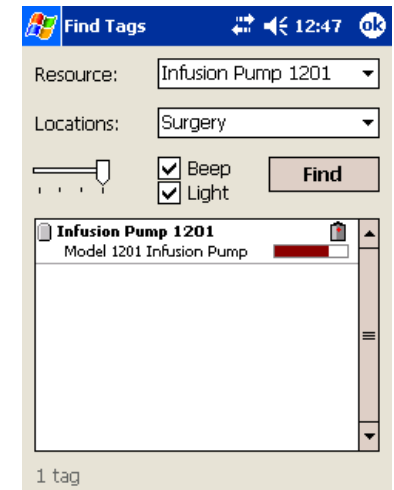 Find Tags 12:47 ok
Resource: Infusion Pump 1201
Locations: Surgery
Beep
Light
Find
Infusion Pump 1201
Model 1201 Infusion Pump
1 tag